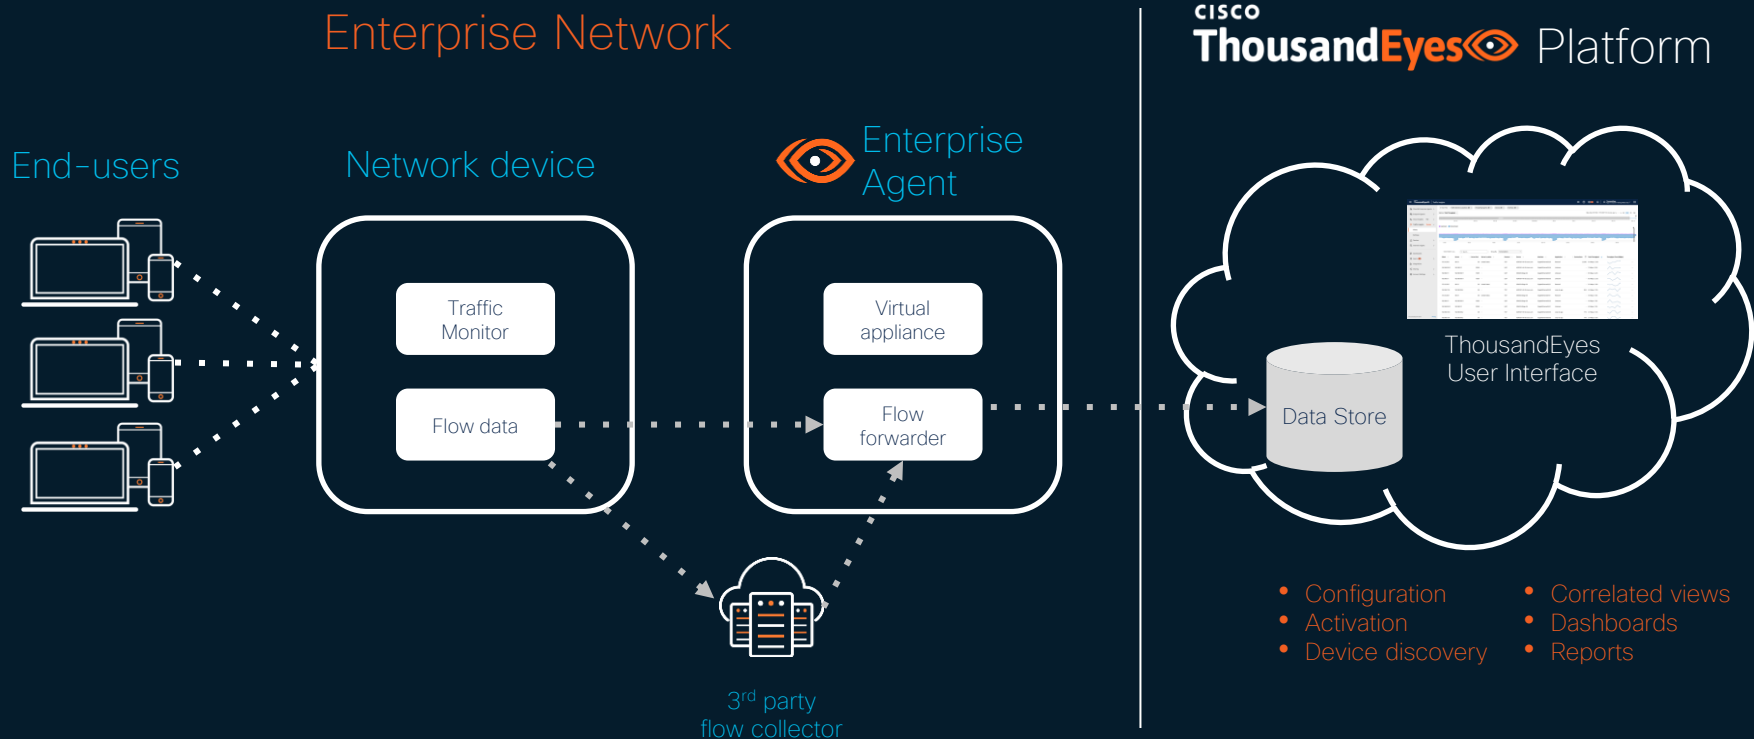 Enterprise Network
CISCO
ThousandEyes Platform
End-users
Network device
Enterprise
Agent
Traffic
Monitor
Virtual
appliance
Flow data
Flow
forwarder
3rd party
flow collector
ThousandEyes
User Interface
Data Store
• Configuration
• Activation
• Device discovery
• Correlated views
• Dashboards
• Reports